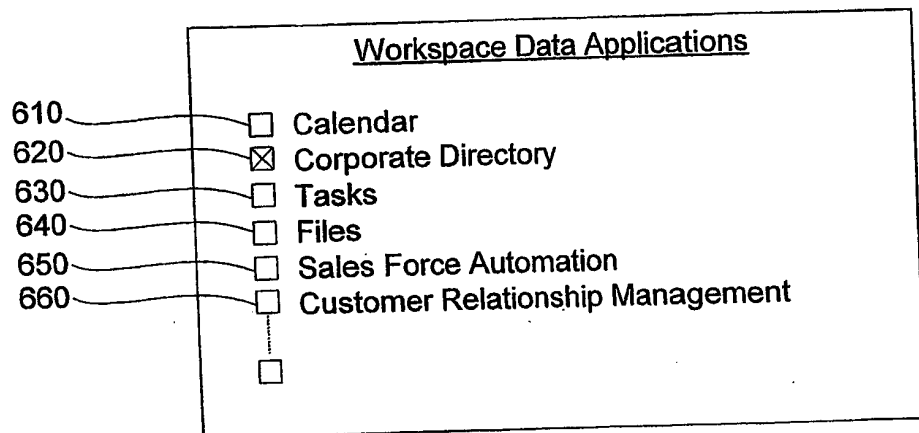 Workspace Data Applications
610 Calendar
620 Corporate Directory
630 Tasks
640 Files
650 Sales Force Automation
660 Customer Relationship Management